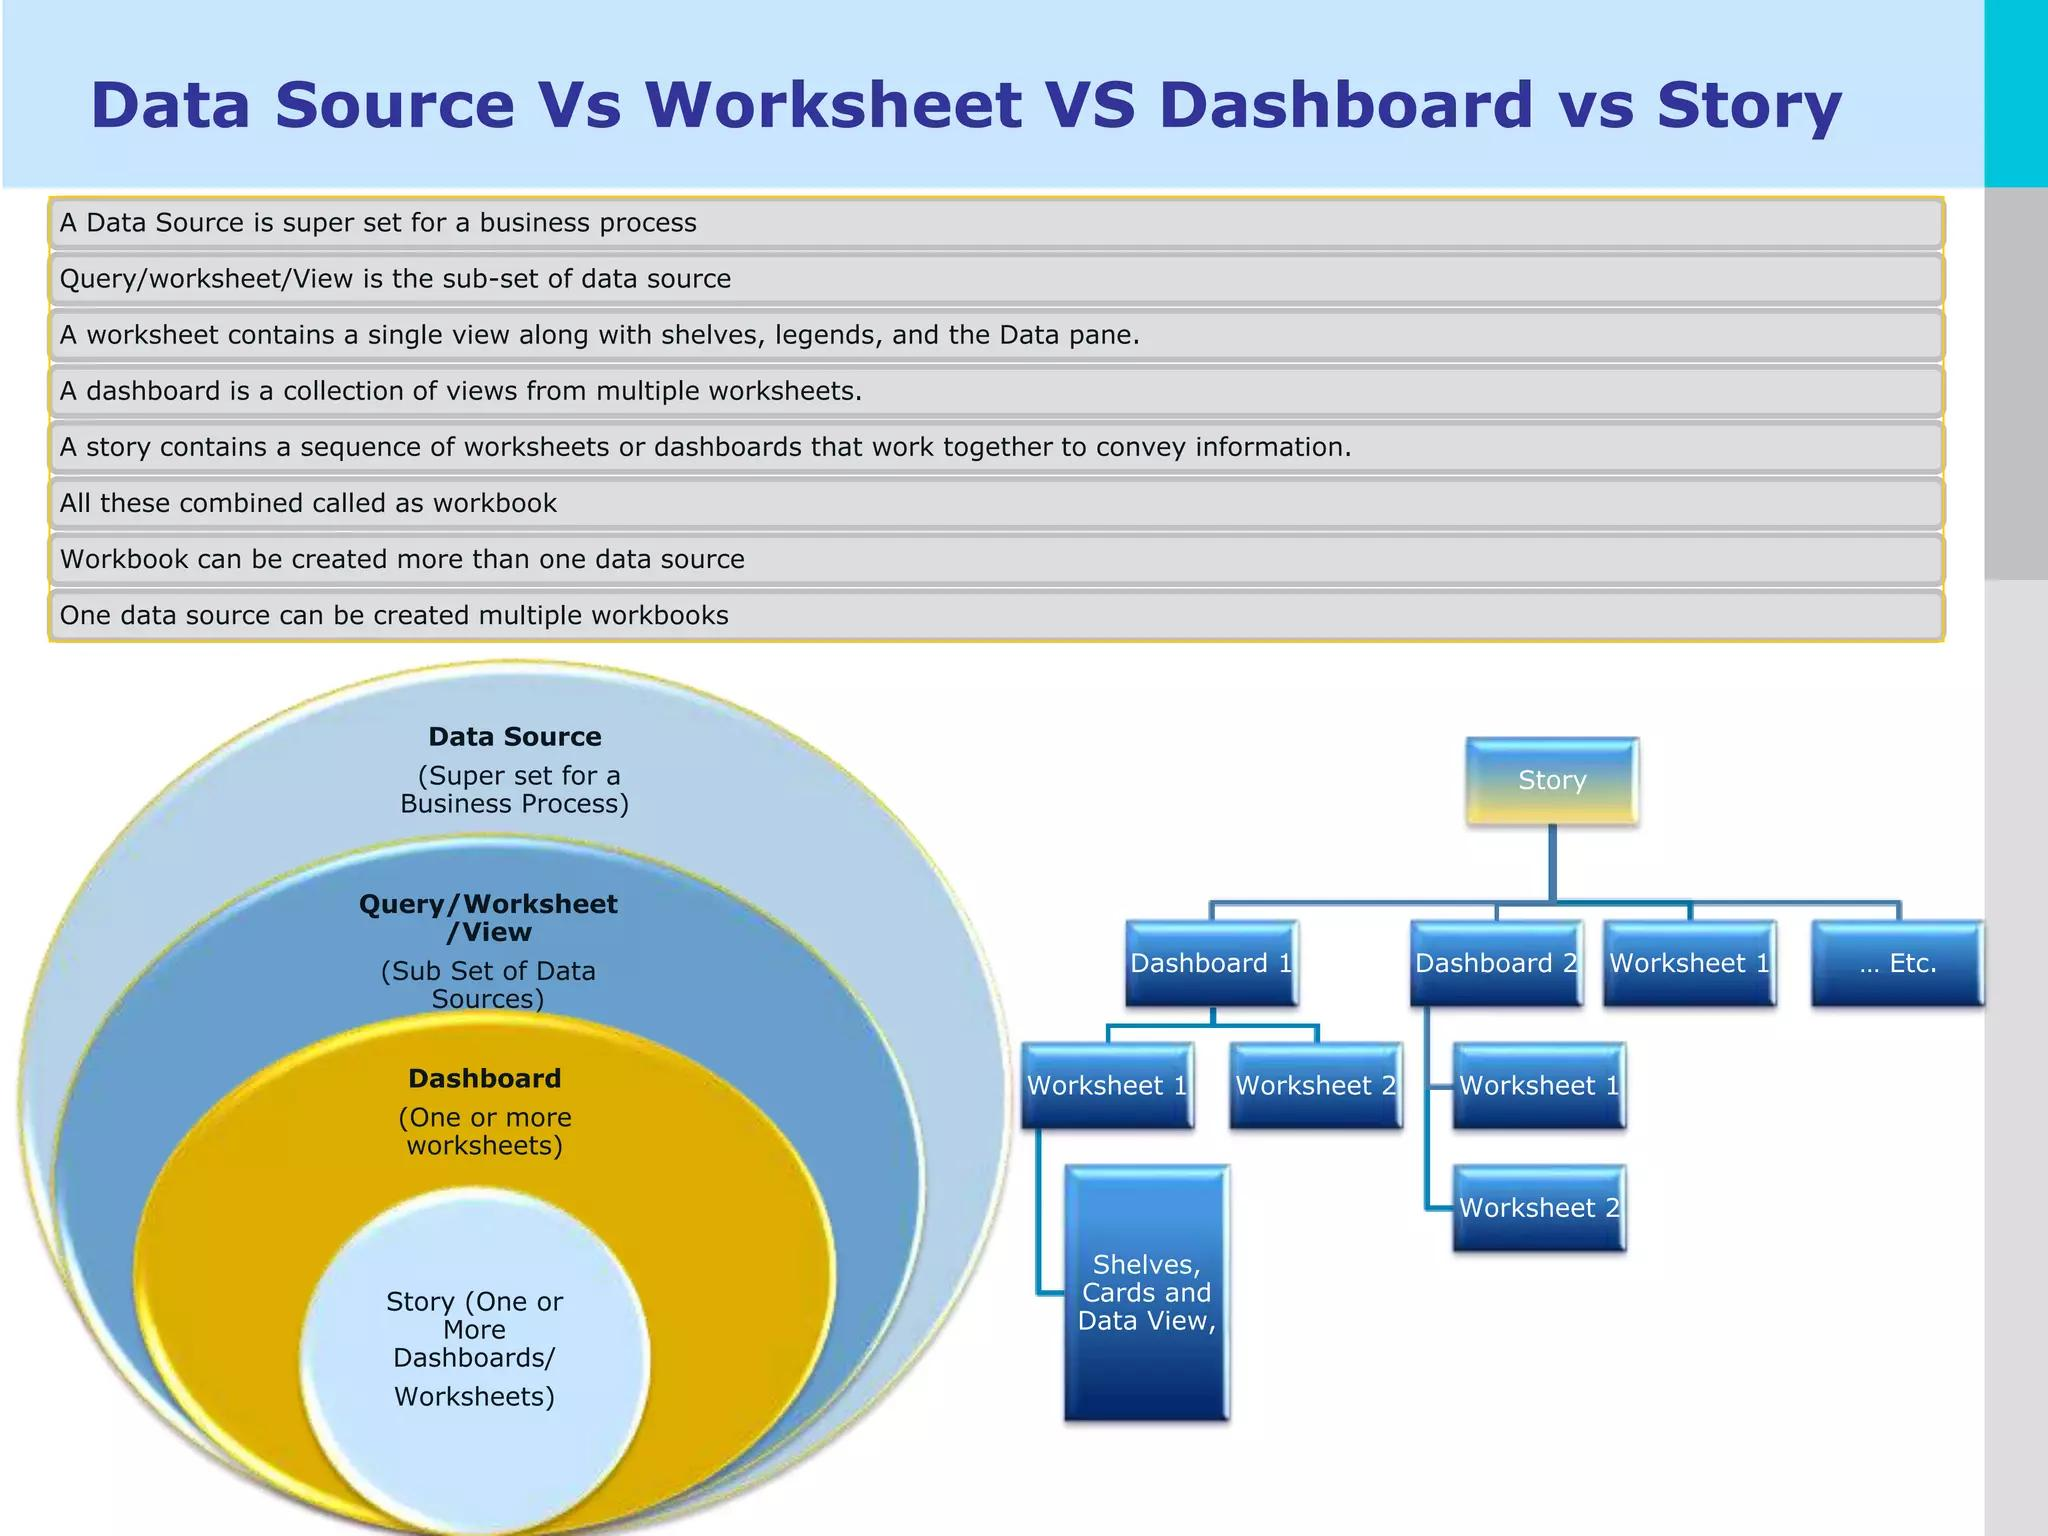 Data Source Vs Worksheet VS Dashboard vs Story
A Data Source is super set for a business process
Query/worksheet/View is the sub-set of data source
A worksheet contains a single view along with shelves, legends, and the Data pane.
A dashboard is a collection of views from multiple worksheets.
A story contains a sequence of worksheets or dashboards that work together to convey information.
All these combined called as workbook
Workbook can be created more than one data source
One data source can be created multiple workbooks
Data Source
(Super set for a
Business Process)
Query/Worksheet
/View
(Sub Set of Data
Sources)
Dashboard
(One or more
worksheets)
Story (One or
More
Dashboards/
Worksheets)
Story
Dashboard 1
Dashboard 2
Worksheet 1
... Etc.
Worksheet 1
Worksheet 2
Worksheet 1
Worksheet 2
Shelves,
Cards and
Data View,